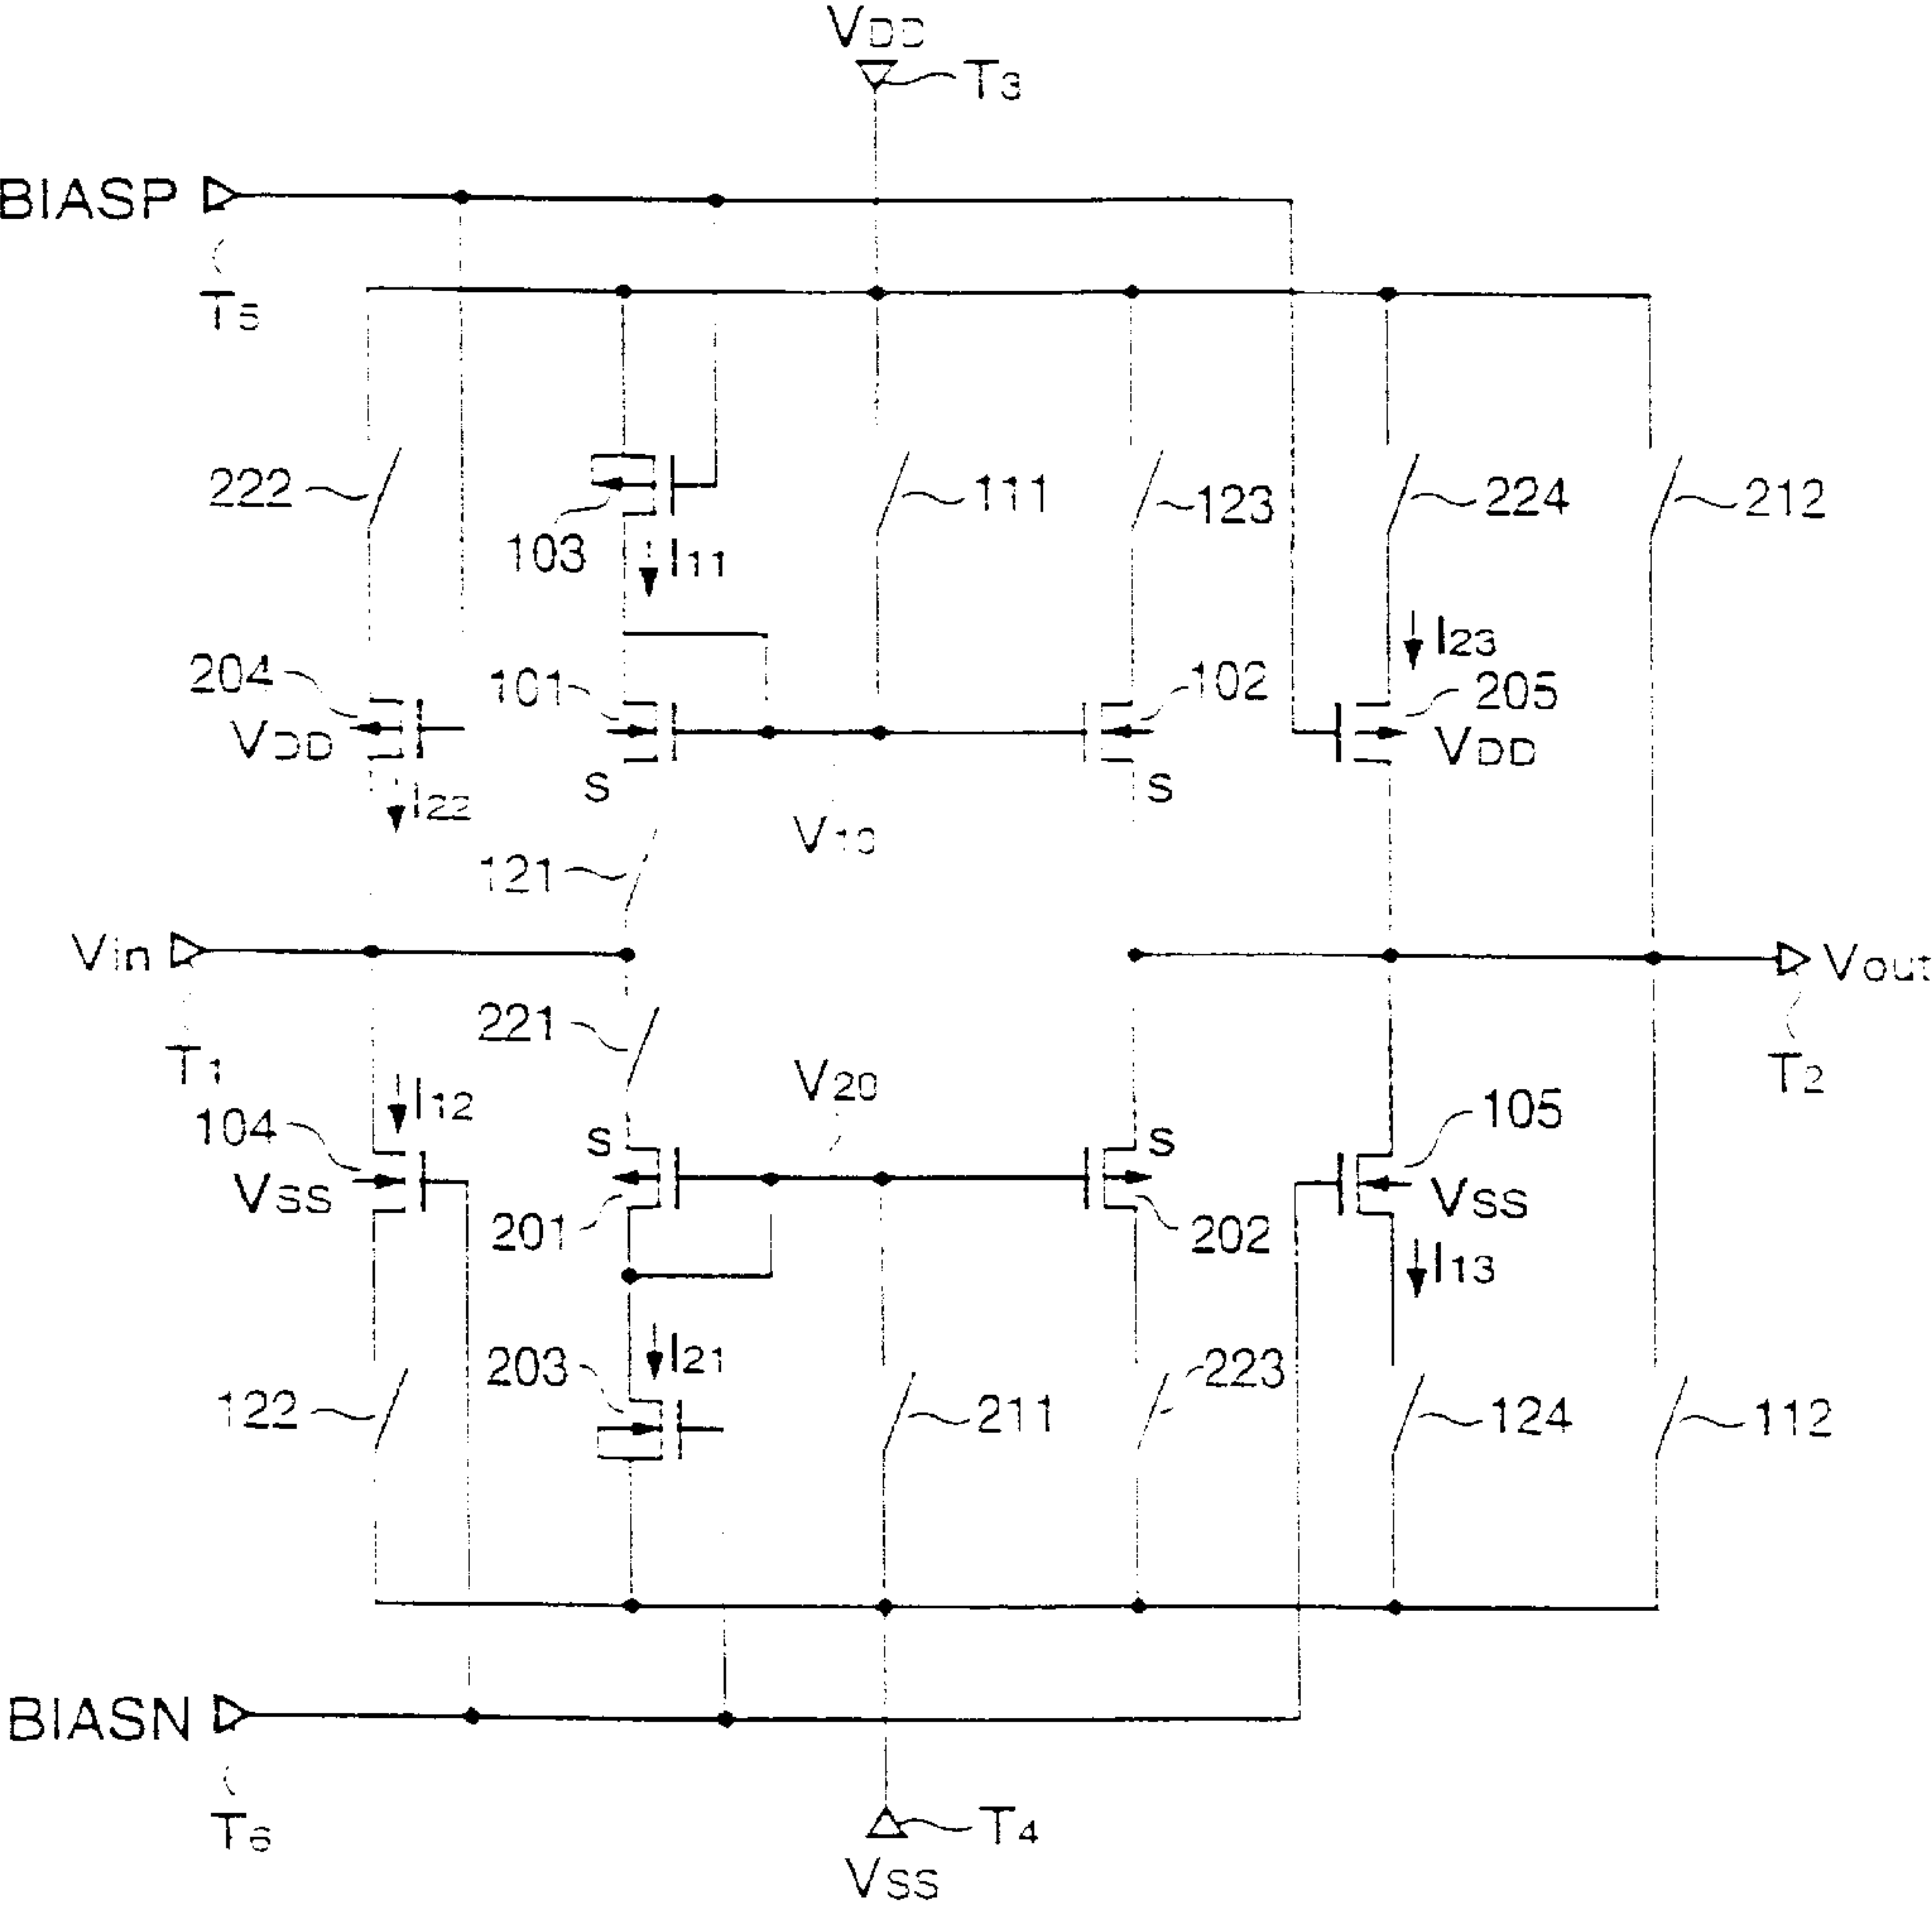 VDD
T3
BIASP
T5
222
103
I11
111
123
224
212
204
VDD
I22
101
S
102
S
I23
205
VDD
V10
121
Vin
T1
Vout
T2
221
V20
I12
104
VSS
S
201
S
202
105
VSS
I13
203
I21
122
211
223
124
112
BIASN
T6
T4
VSS